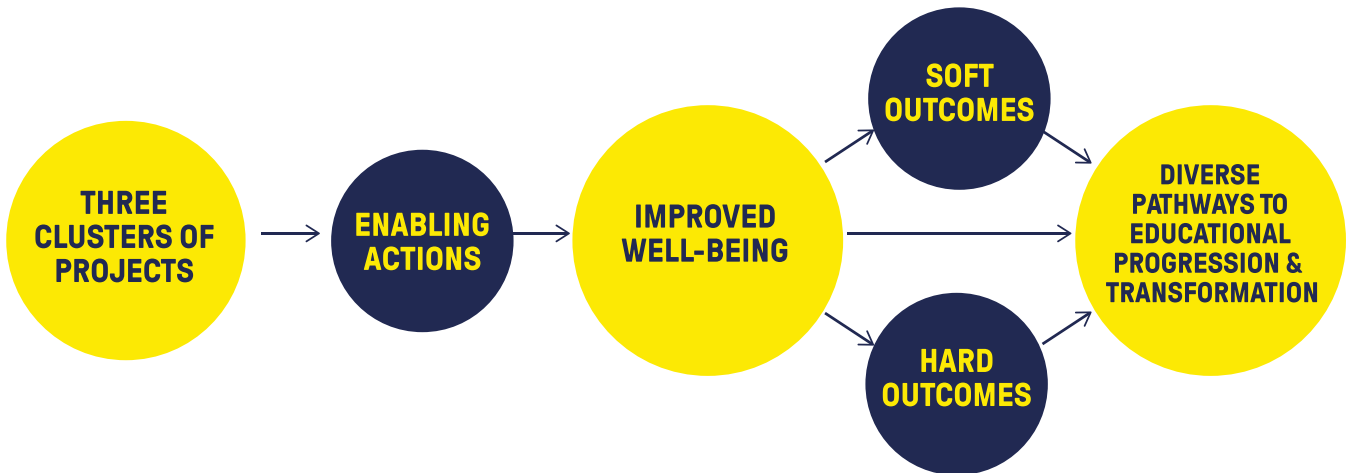 THREE
CLUSTERS OF
PROJECTS
ENABLING
ACTIONS
IMPROVED
WELL-BEING
SOFT
OUTCOMES
HARD
OUTCOMES
DIVERSE
PATHWAYS TO
EDUCATIONAL
PROGRESSION &
TRANSFORMATION